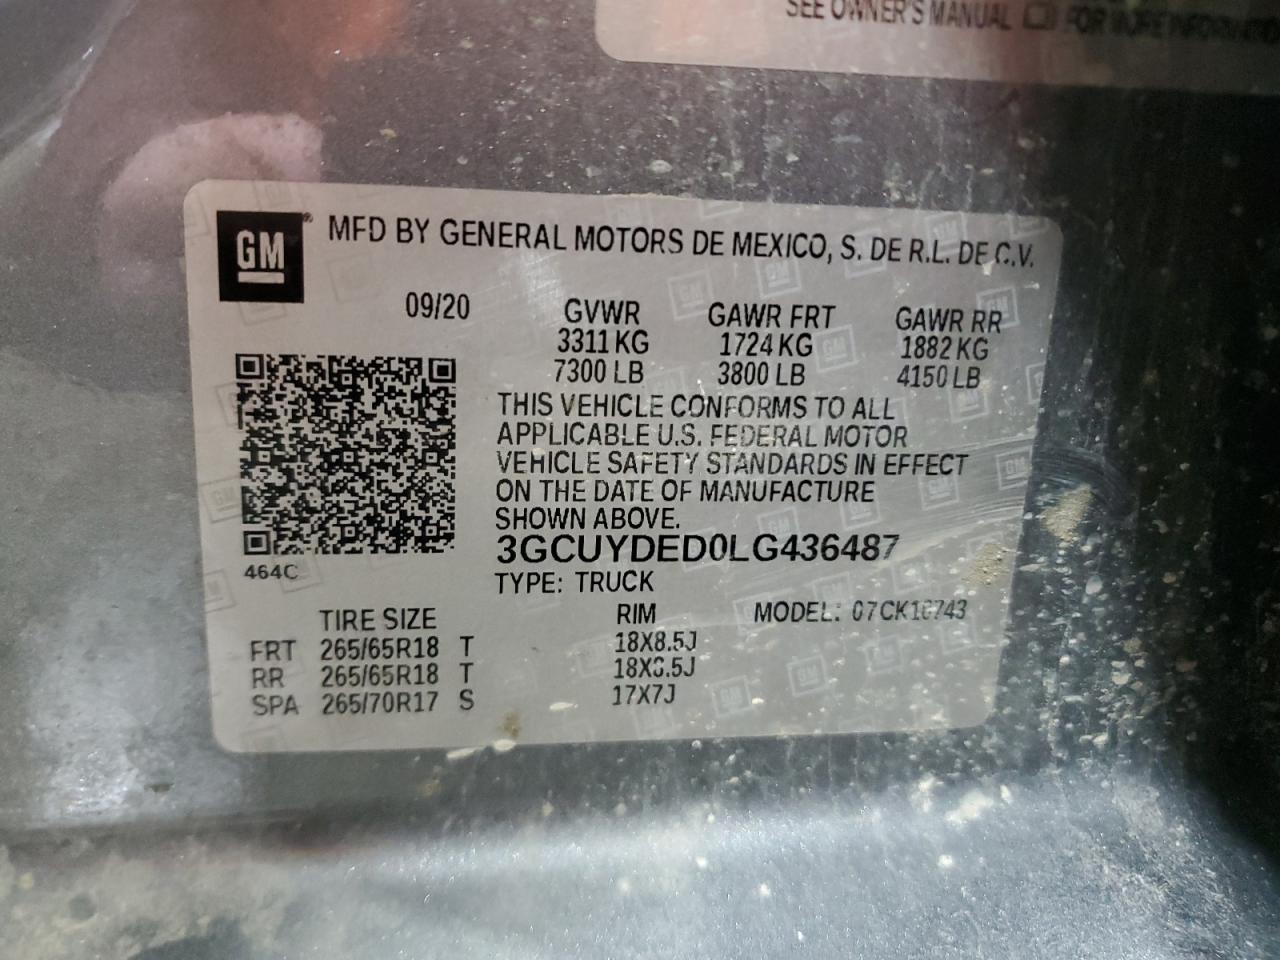 SEE OWNER'S MANUAL FOR MORE INFORMATION
GM
MFD BY GENERAL MOTORS DE MEXICO, S. DE R.L. DE C.V.
09/20 GVWR GAWR FRT GAWR RR
3311 KG 1724 KG 1882 KG
7300 LB 3800 LB 4150 LB
THIS VEHICLE CONFORMS TO ALL
APPLICABLE U.S. FEDERAL MOTOR
VEHICLE SAFETY STANDARDS IN EFFECT
ON THE DATE OF MANUFACTURE
SHOWN ABOVE.
3GCUYDED0LG436487
464C
TYPE: TRUCK
TIRE SIZE RIM MODEL:
FRT 265/65R18 T 18X8.5J
RR 265/65R18 T
SPA 265/70R17 S 17X7J